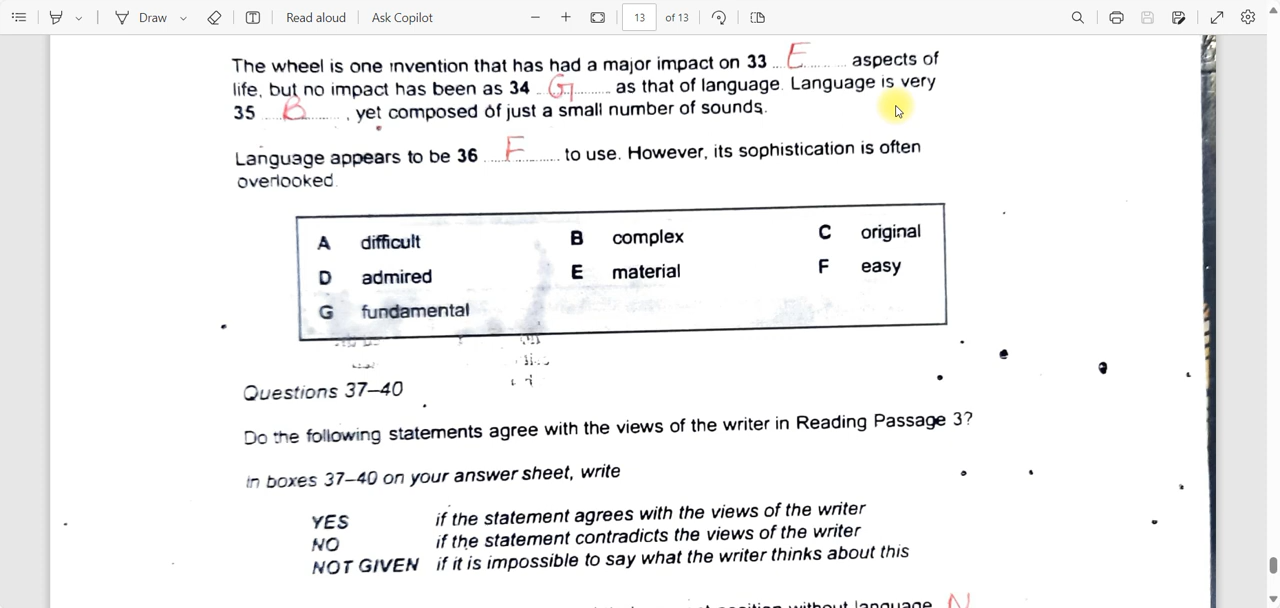 Draw
Read aloud
Ask Copilot
13 of 13
The wheel is one invention that has had a major impact on 33 E aspects of
life, but no impact has been as 34 G as that of language. Language is very
35 B , yet composed of just a small number of sounds.
Language appears to be 36 F to use. However, its sophistication is often
overlooked.
A difficult B complex C original
D admired E material F easy
G fundamental
Questions 37–40
Do the following statements agree with the views of the writer in Reading Passage 3?
In boxes 37–40 on your answer sheet, write
YES if the statement agrees with the views of the writer
NO if the statement contradicts the views of the writer
NOT GIVEN if it is impossible to say what the writer thinks about this
position without language N